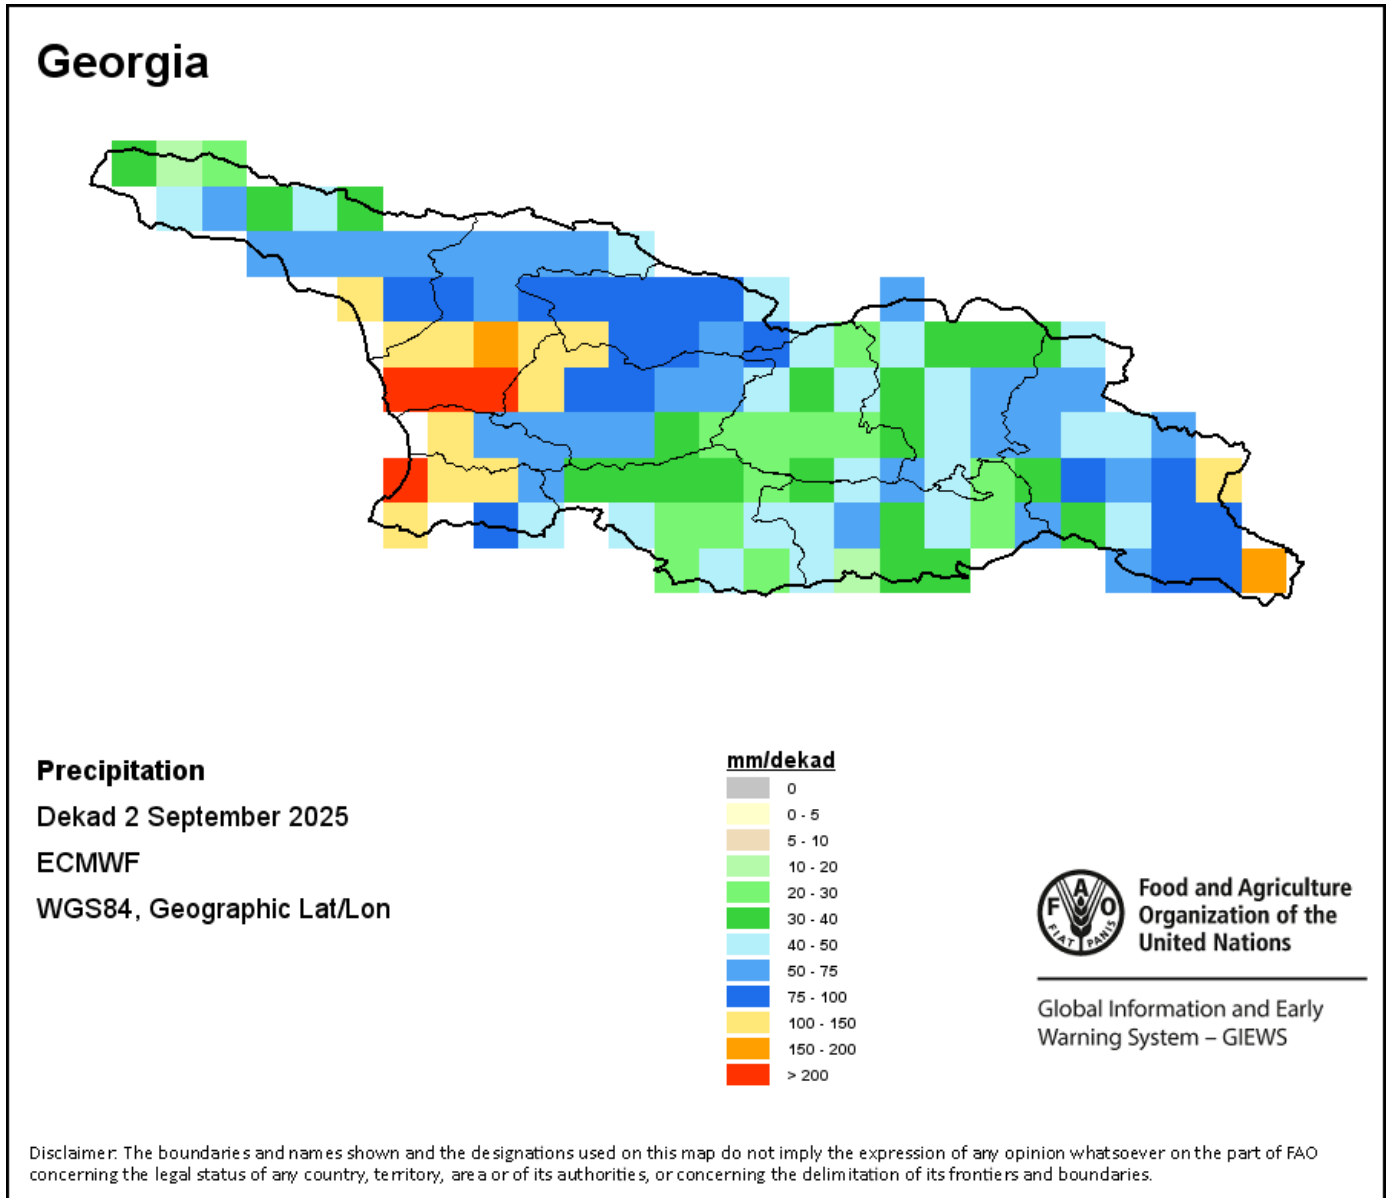 Georgia
Precipitation
Dekad 2 September 2025
ECMWF
WGS84, Geographic Lat/Lon
mm/dekad
0
0 - 5
5 - 10
10 - 20
20 - 30
30 - 40
40 - 50
50 - 75
75 - 100
100 - 150
150 - 200
> 200
F A O
FIAT PANIS
Food and Agriculture
Organization of the
United Nations
Global Information and Early
Warning System – GIEWS
Disclaimer: The boundaries and names shown and the designations used on this map do not imply the expression of any opinion whatsoever on the part of FAO
concerning the legal status of any country, territory, area or of its authorities, or concerning the delimitation of its frontiers and boundaries.